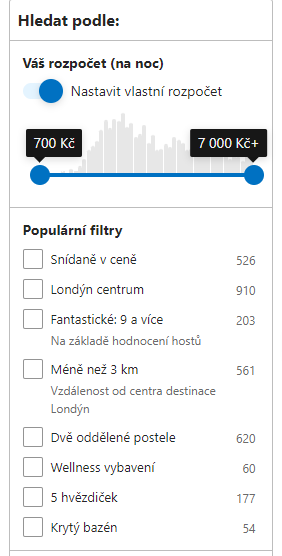 Hledat podle:
Váš rozpočet (na noc)
Nastavit vlastní rozpočet
700 Kč
7 000 Kč+
Populární filtry
Snídaně v ceně 526
Londýn centrum 910
Fantastické: 9 a více 203
Na základě hodnocení hostů
Méně než 3 km 561
Vzdálenost od centra destinace
Londýn
Dvě oddělené postele 620
Wellness vybavení 60
5 hvězdiček 177
Krytý bazén 54